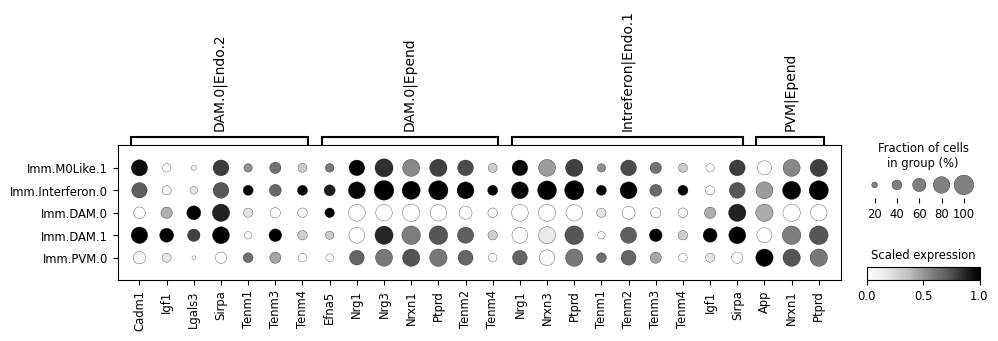 DAM.0|Endo.2
DAM.0|Epend
Intreferon|Endo.1
PVM|Epend
Imm.M0Like.1
Imm.Interferon.0
Imm.DAM.0
Imm.DAM.1
Imm.PVM.0
Cadm1
Igf1
Lgals3
Sirpa
Tenm1
Tenm3
Tenm4
Efna5
Nrg1
Nrg3
Nrxn1
Ptprd
Tenm2
Tenm4
Nrg1
Nrxn3
Ptprd
Tenm1
Tenm2
Tenm3
Tenm4
Igf1
Sirpa
App
Nrxn1
Ptprd
Fraction of cells
in group (%)
20 40 60 80 100
Scaled expression
0.0 0.5 1.0